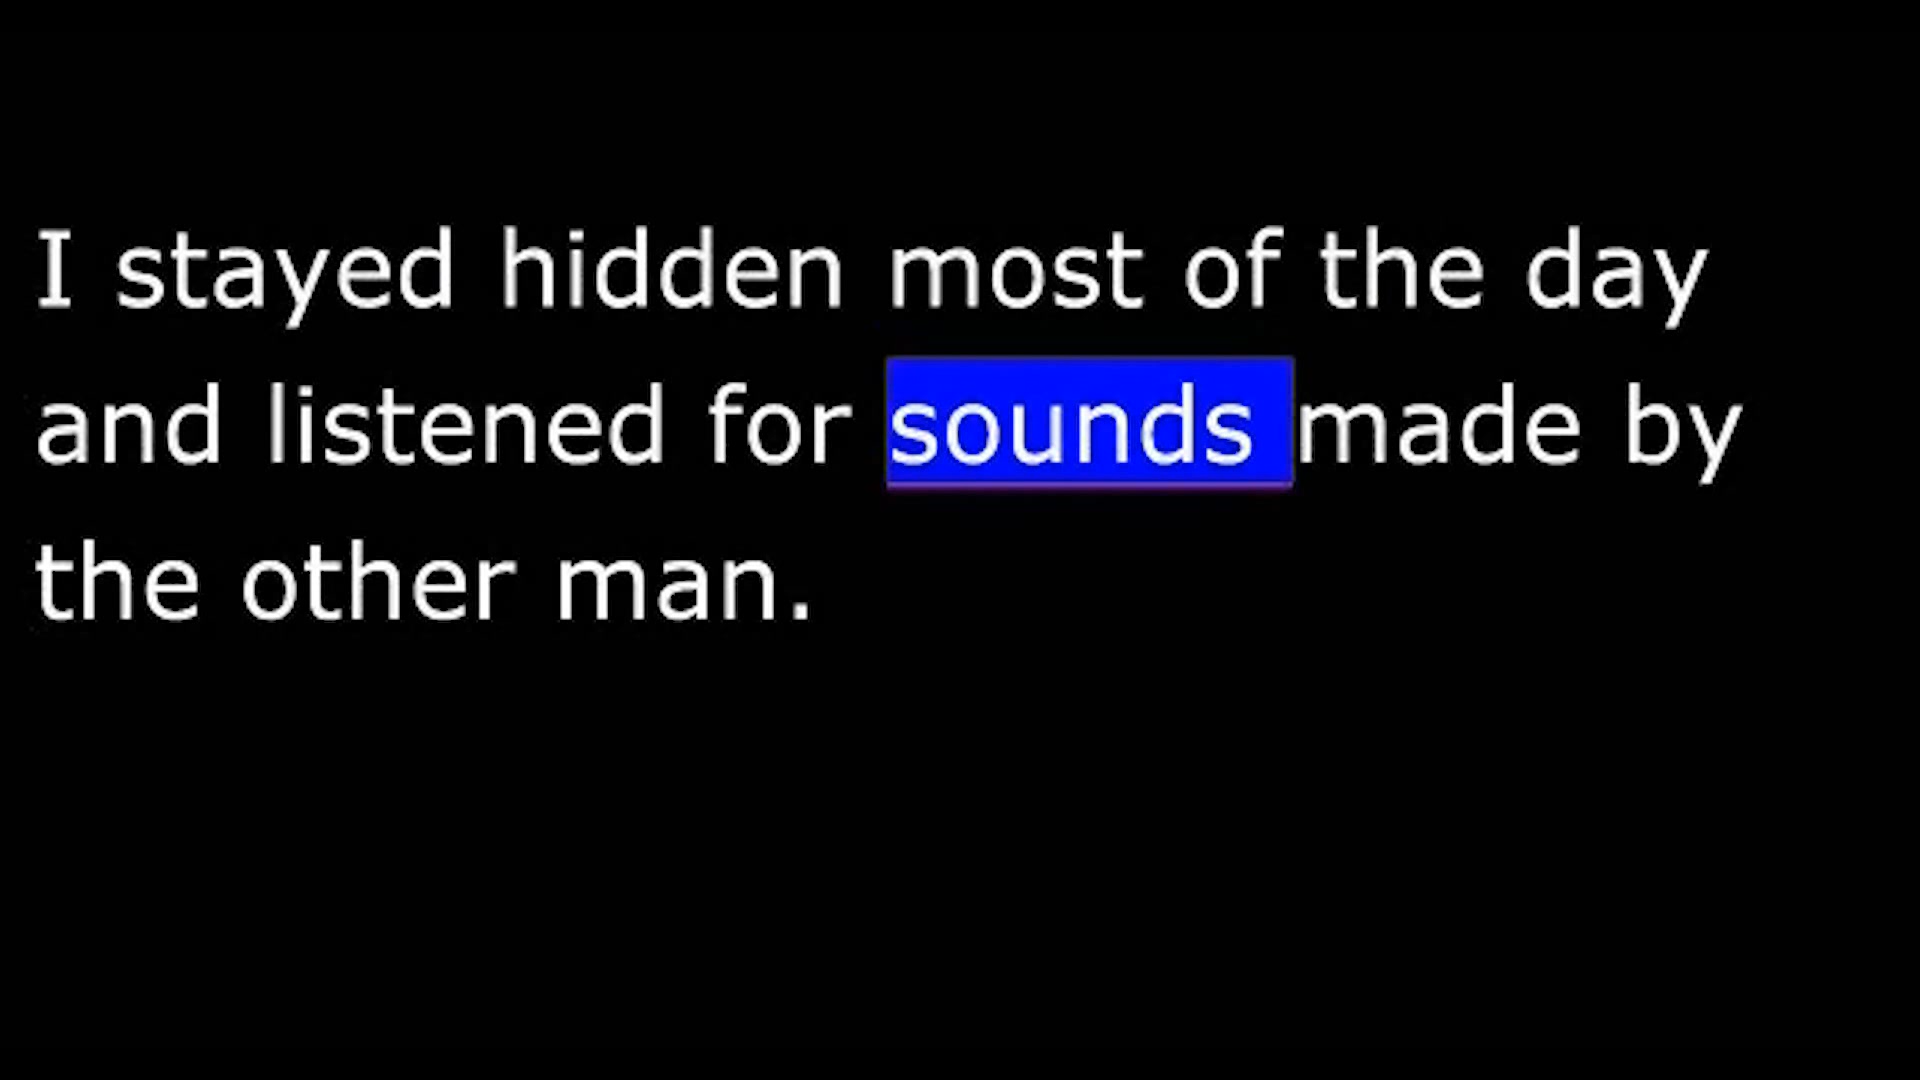 I stayed hidden most of the day
and listened for sounds made by
the other man.